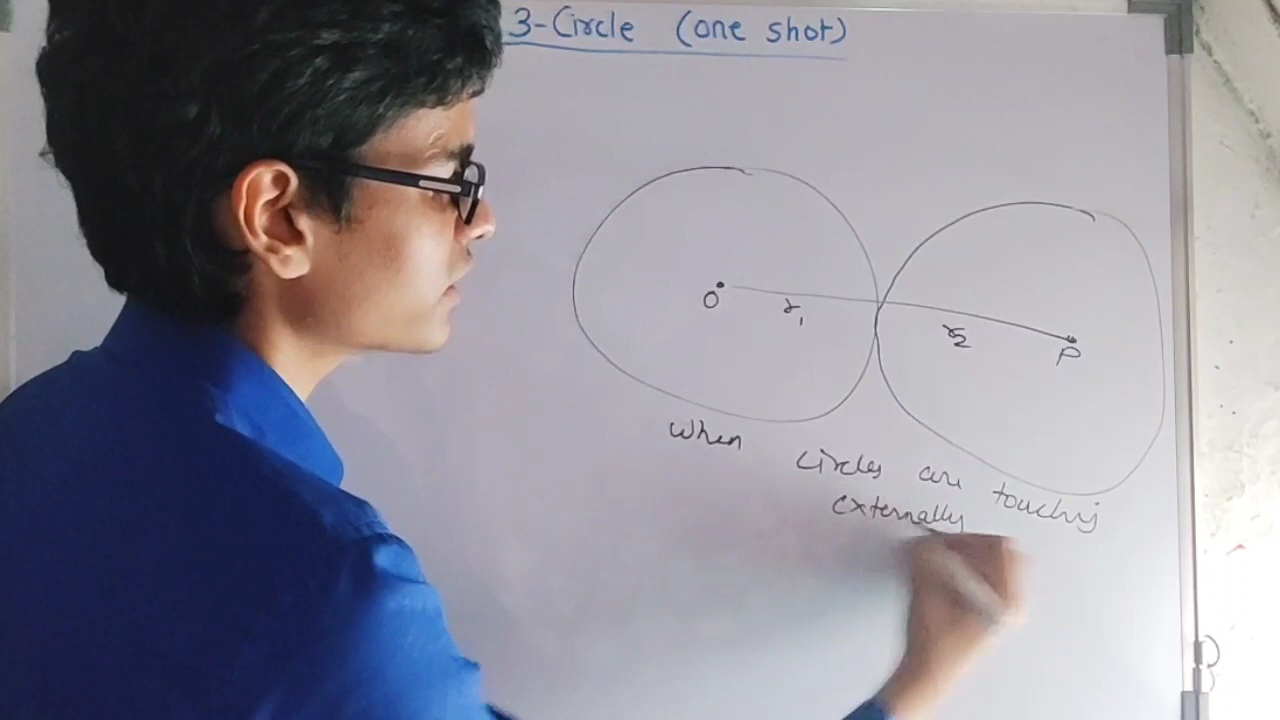 3-Circle (one shot)
O
r₁
r₂
P
When circles are touching
externally